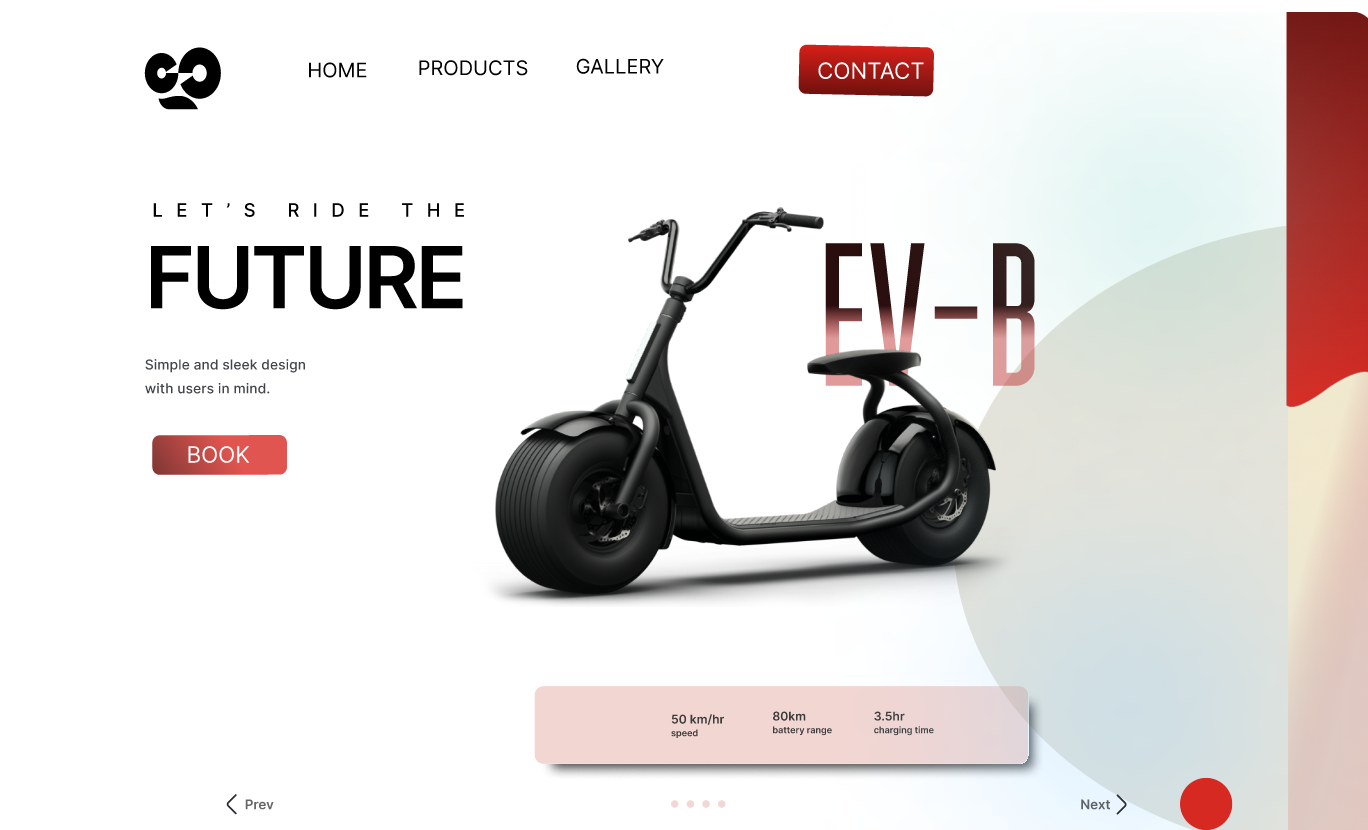 HOME
PRODUCTS
GALLERY
CONTACT
LET’S RIDE THE
FUTURE
EV-B
Simple and sleek design
with users in mind.
BOOK
50 km/hr
speed
80km
battery range
3.5hr
charging time
Prev
Next